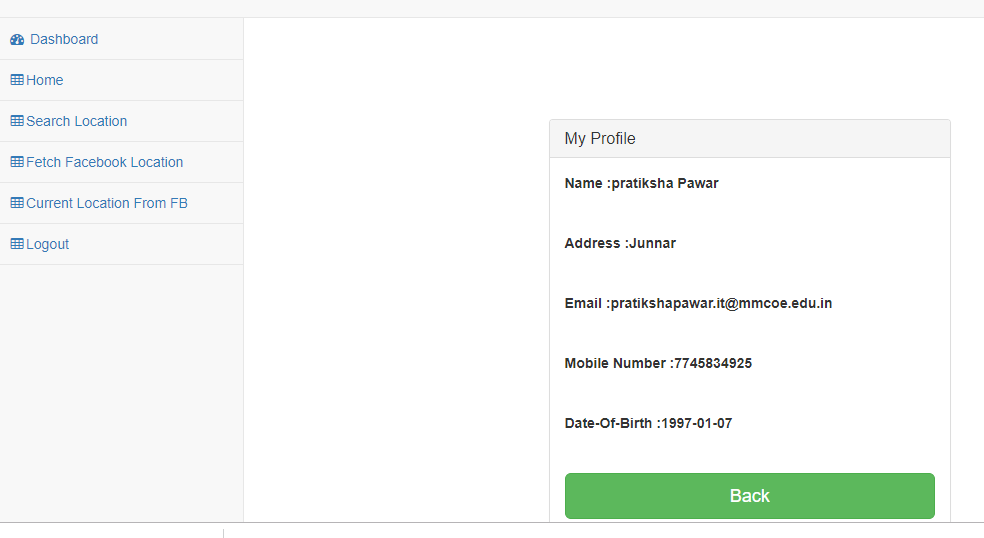 Dashboard
Home
Search Location
Fetch Facebook Location
Current Location From FB
Logout
My Profile
Name :pratiksha Pawar
Address :Junnar
Email :pratikshapawar.it@mmcoe.edu.in
Mobile Number :7745834925
Date-Of-Birth :1997-01-07
Back